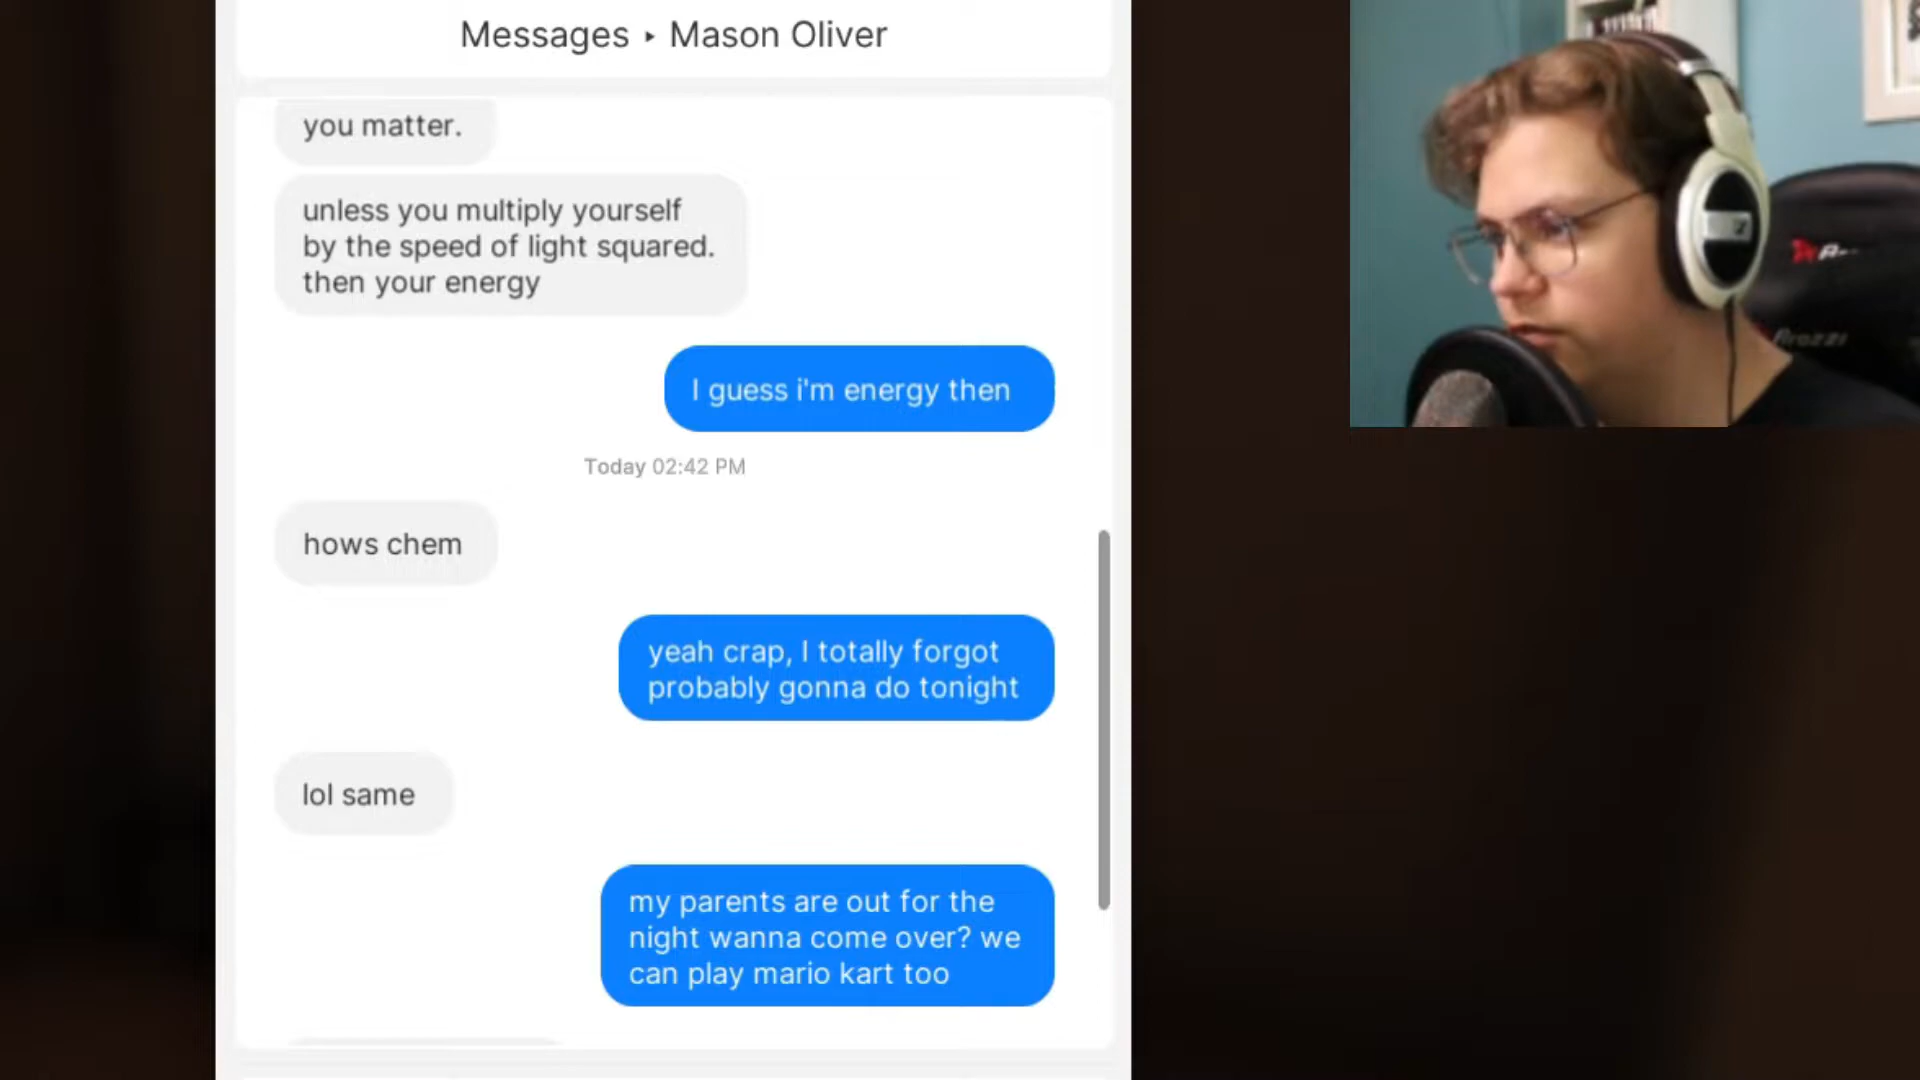 Messages ▸ Mason Oliver
you matter.
unless you multiply yourself
by the speed of light squared.
then your energy
I guess i'm energy then
Today 02:42 PM
hows chem
yeah crap, I totally forgot
probably gonna do tonight
lol same
my parents are out for the
night wanna come over? we
can play mario kart too
Arozzi